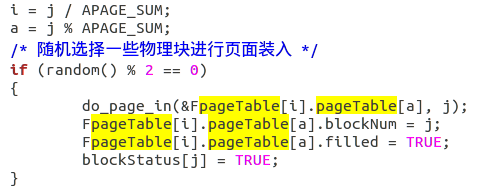 i = j / APAGE_SUM;
a = j % APAGE_SUM;
/* 随机选择一些物理块进行页面装入 */
if (random() % 2 == 0)
{
do_page_in(&FpageTable[i].pageTable[a], j);
FpageTable[i].pageTable[a].blockNum = j;
FpageTable[i].pageTable[a].filled = TRUE;
blockStatus[j] = TRUE;
}